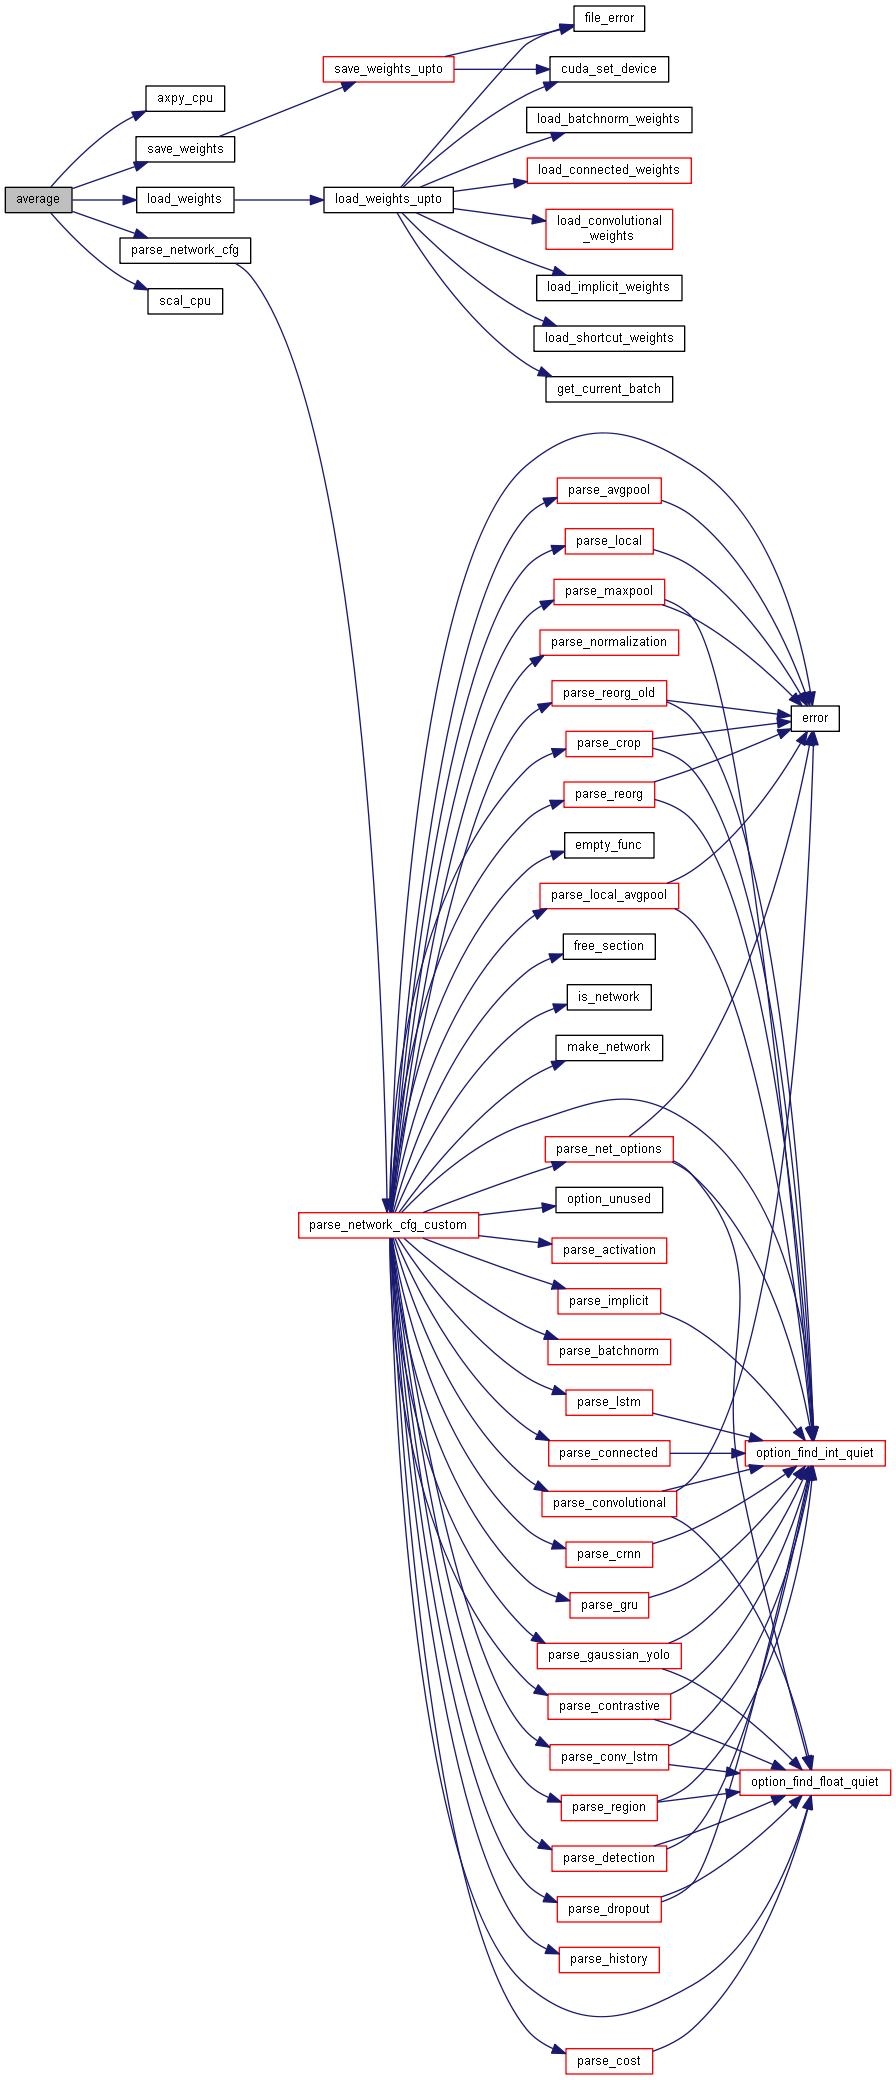 file_error
save_weights_upto
cuda_set_device
axpy_cpu
load_batchnorm_weights
save_weights
load_connected_weights
average
load_weights
load_weights_upto
load_convolutional
_weights
parse_network_cfg
load_implicit_weights
scal_cpu
load_shortcut_weights
get_current_batch
parse_avgpool
parse_local
parse_maxpool
parse_normalization
parse_reorg_old
error
parse_crop
parse_reorg
empty_func
parse_local_avgpool
free_section
is_network
make_network
parse_net_options
option_unused
parse_network_cfg_custom
parse_activation
parse_implicit
parse_batchnorm
parse_lstm
parse_connected
option_find_int_quiet
parse_convolutional
parse_crnn
parse_gru
parse_gaussian_yolo
parse_contrastive
parse_conv_lstm
option_find_float_quiet
parse_region
parse_detection
parse_dropout
parse_history
parse_cost